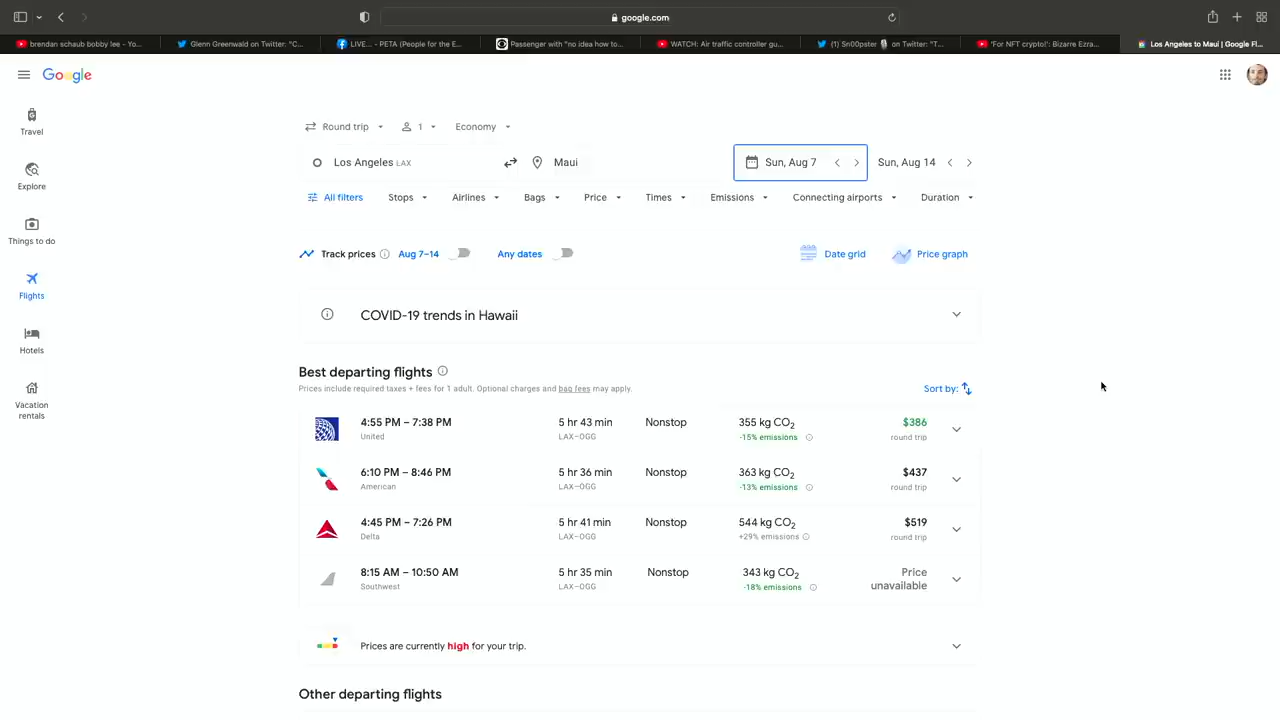 google.com
brendan schaub bobby lee - Yo...
Glenn Greenwald on Twitter: "C...
LIVE... - PETA (People for the E...
Passenger with "no idea how to...
WATCH: Air traffic controller gu...
(1) Sn00pster on Twitter: "T...
'For NFT crypto!': Bizarre Ezra...
Los Angeles to Maui | Google Fl...
Google
Travel
Explore
Things to do
Flights
Hotels
Vacation
rentals
Round trip 1 Economy
Los Angeles LAX Maui Sun, Aug 7 Sun, Aug 14
All filters Stops Airlines Bags Price Times Emissions Connecting airports Duration
Track prices Aug 7–14 Any dates Date grid Price graph
COVID-19 trends in Hawaii
Best departing flights
Prices include required taxes + fees for 1 adult. Optional charges and bag fees may apply.
Sort by:
4:55 PM – 7:38 PM 5 hr 43 min Nonstop 355 kg CO2 $386
United LAX–OGG -15% emissions round trip
6:10 PM – 8:46 PM 5 hr 36 min Nonstop 363 kg CO2 $437
American LAX–OGG -13% emissions round trip
4:45 PM – 7:26 PM 5 hr 41 min Nonstop 544 kg CO2 $519
Delta LAX–OGG +29% emissions round trip
8:15 AM – 10:50 AM 5 hr 35 min Nonstop 343 kg CO2 Price
Southwest LAX–OGG -18% emissions unavailable
Prices are currently high for your trip.
Other departing flights